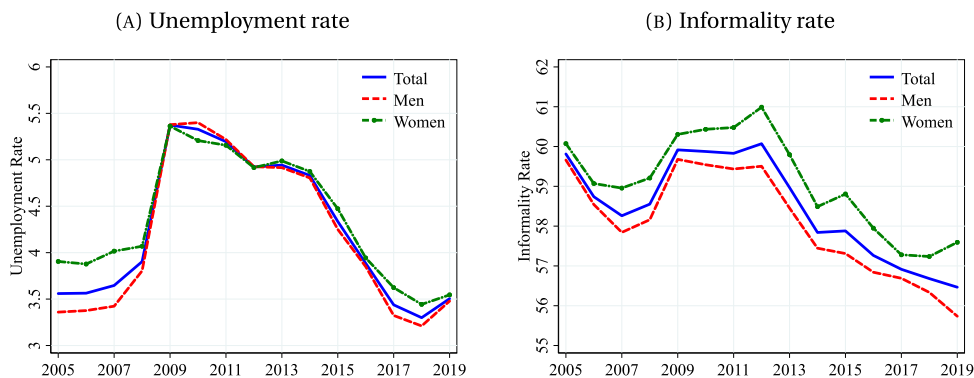 (A) Unemployment rate
Unemployment Rate
6
5.5
5
4.5
4
3.5
3
Total
Men
Women
2005 2007 2009 2011 2013 2015 2017 2019
(B) Informality rate
Informality Rate
62
61
60
59
58
57
56
55
Total
Men
Women
2005 2007 2009 2011 2013 2015 2017 2019